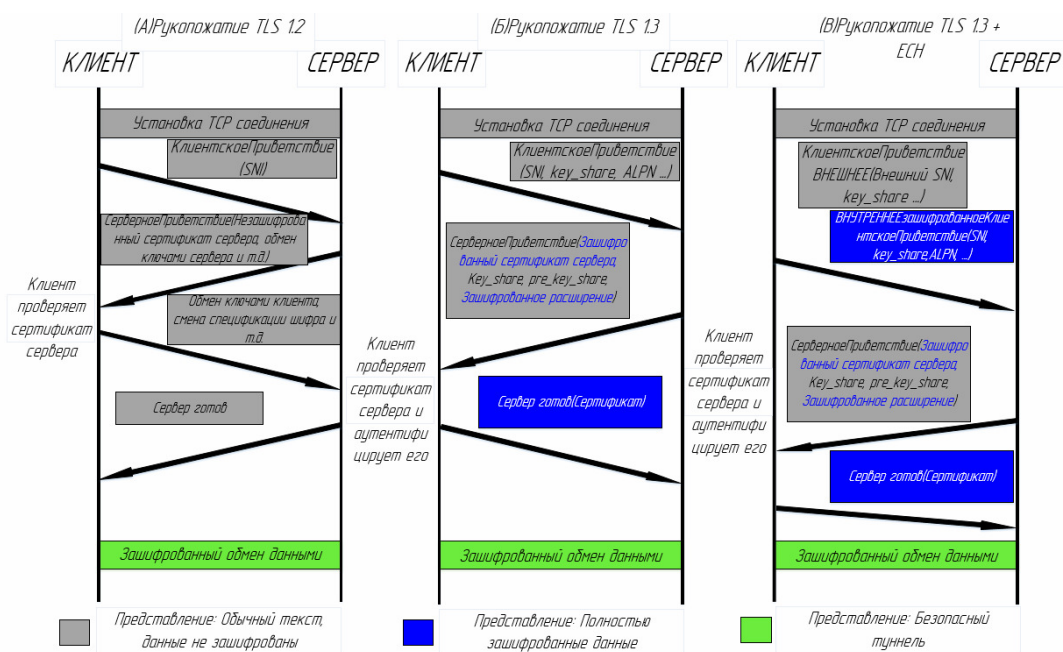 (А)Рукопожатие TLS 1.2
КЛИЕНТ
СЕРВЕР
Установка TCP соединения
КлиентскоеПриветствие
(SNI)
СерверноеПриветствие(Незашифрова
нный сертификат сервера, обмен
ключами сервера и т.д.)
Клиент
проверяет
сертификат
сервера
Обмен ключами клиента,
смена спецификации шифра и
т.д.
Сервер готов
Зашифрованный обмен данными
(Б)Рукопожатие TLS 1.3
КЛИЕНТ
СЕРВЕР
Установка TCP соединения
КлиентскоеПриветствие
(SNI, key_share, ALPN ...)
СерверноеПриветствие(Зашифро
ванный сертификат сервера,
Key_share, pre_key_share,
Зашифрованное расширение)
Клиент
проверяет
сертификат
сервера и
аутентифи
цирует его
Сервер готов(Сертификат)
Зашифрованный обмен данными
(В)Рукопожатие TLS 1.3 +
ECH
КЛИЕНТ
СЕРВЕР
Установка TCP соединения
КлиентскоеПриветствие
ВНЕШНЕЕ(Внешний SNI,
key_share ...)
ВНУТРЕННЕЕзашифрованноеКлие
нтскоеПриветствие(SNI,
key_share,ALPN, ...)
СерверноеПриветствие(Зашифро
ванный сертификат сервера,
Key_share, pre_key_share,
Зашифрованное расширение)
Клиент
проверяет
сертификат
сервера и
аутентифи
цирует его
Сервер готов(Сертификат)
Зашифрованный обмен данными
Представление: Обычный текст,
данные не зашифрованы
Представление: Полностью
зашифрованные данные
Представление: Безопасный
туннель